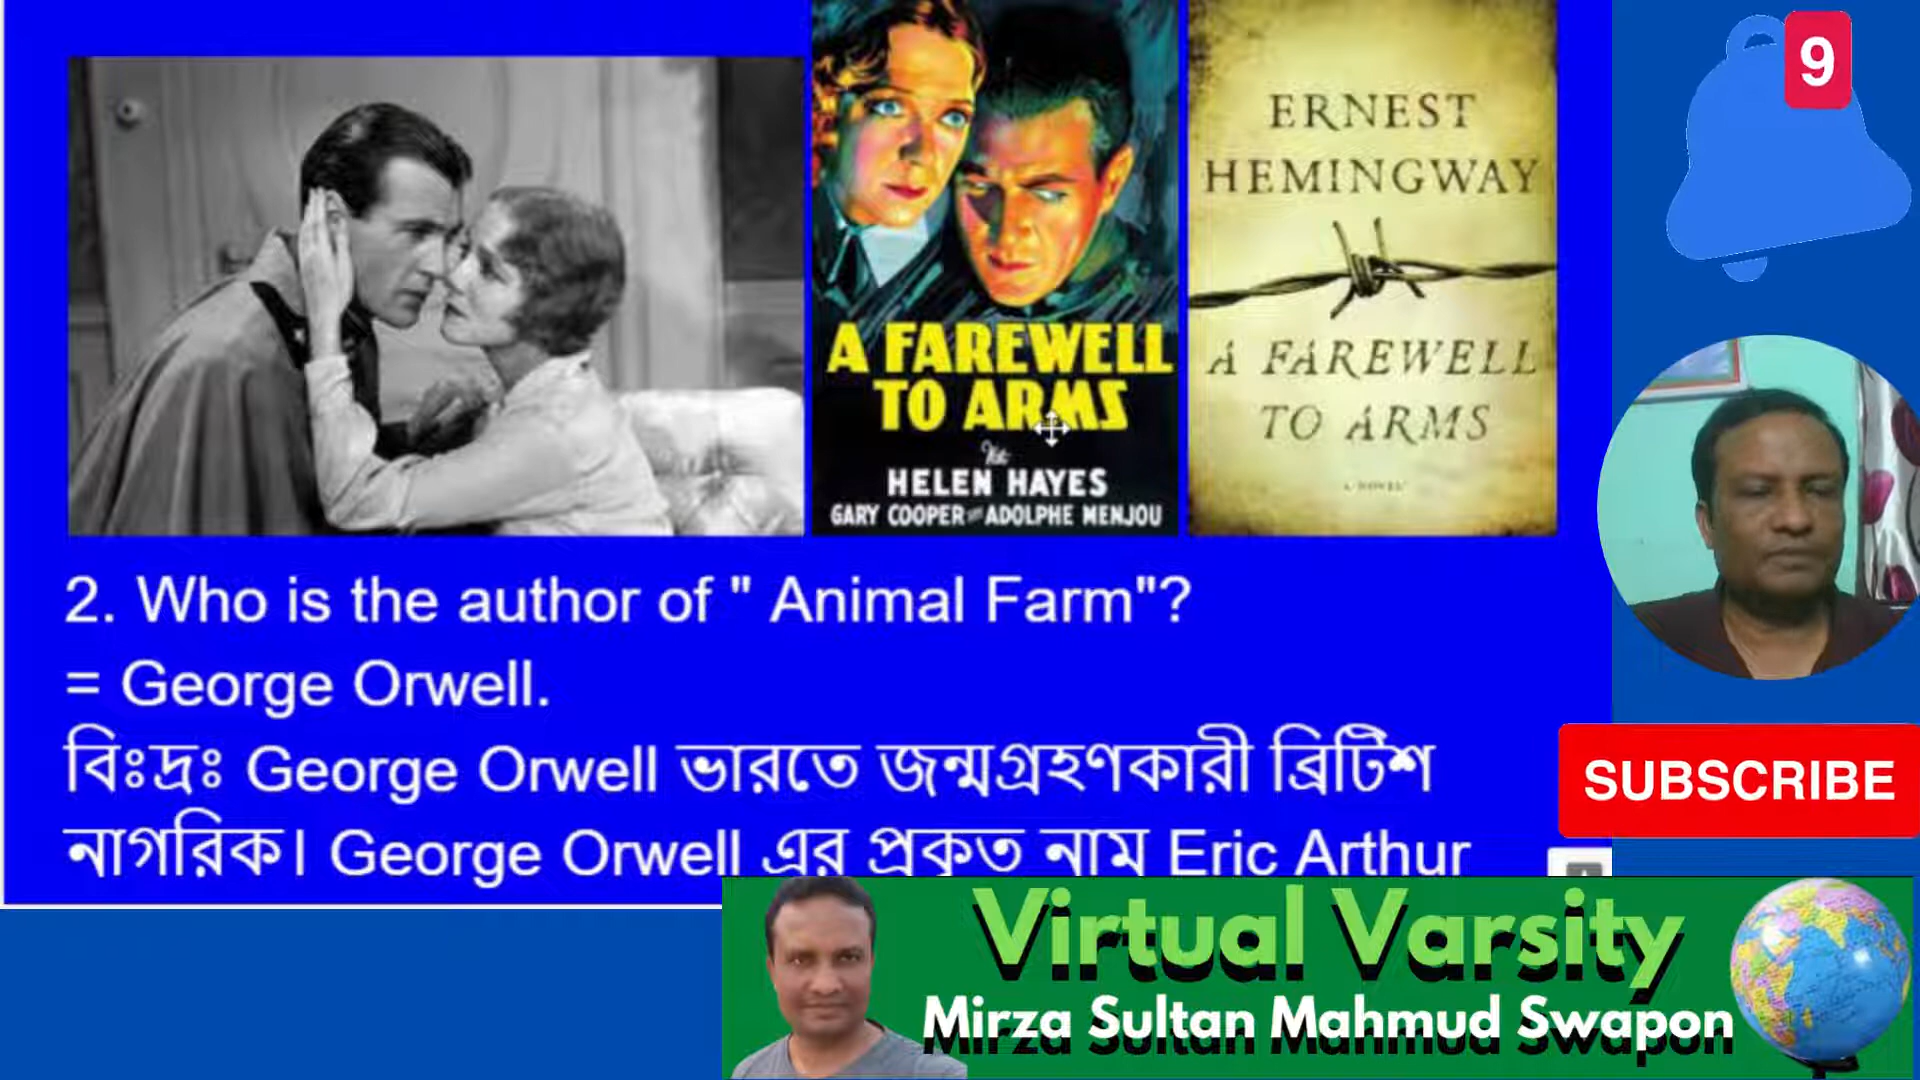 A FAREWELL
TO ARMS
HELEN HAYES
GARY COOPER ADOLPHE MENJOU
ERNEST
HEMINGWAY
A FAREWELL
TO ARMS
A NOVEL
9
2. Who is the author of " Animal Farm"?
= George Orwell.
বিঃদ্রঃ George Orwell ভারতে জন্মগ্রহণকারী ব্রিটিশ
নাগরিক। George Orwell এর প্রকৃত নাম Eric Arthur
SUBSCRIBE
Virtual Varsity
Mirza Sultan Mahmud Swapon